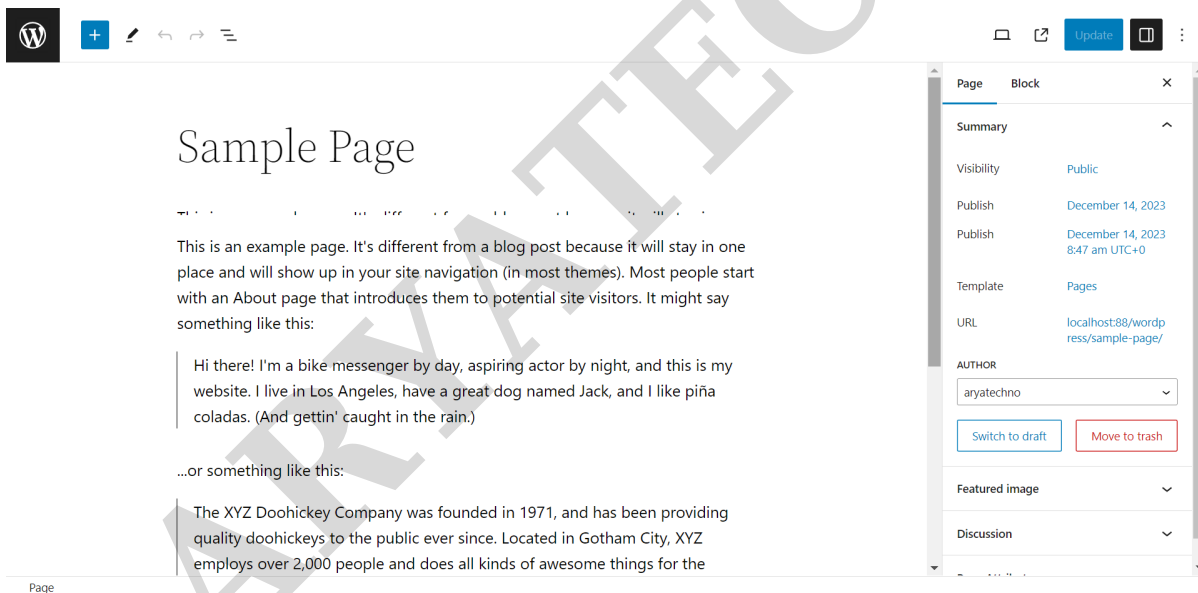 Update
Sample Page
This is an example page. It's different from a blog post because it will stay in one
place and will show up in your site navigation (in most themes). Most people start
with an About page that introduces them to potential site visitors. It might say
something like this:
Hi there! I'm a bike messenger by day, aspiring actor by night, and this is my
website. I live in Los Angeles, have a great dog named Jack, and I like piña
coladas. (And gettin' caught in the rain.)
...or something like this:
The XYZ Doohickey Company was founded in 1971, and has been providing
quality doohickeys to the public ever since. Located in Gotham City, XYZ
employs over 2,000 people and does all kinds of awesome things for the
Page Block
Summary
Visibility Public
Publish December 14, 2023
Publish December 14, 2023
8:47 am UTC+0
Template Pages
URL localhost:88/wordp
ress/sample-page/
AUTHOR
aryatechno
Switch to draft Move to trash
Featured image
Discussion
Page
ARYATEC